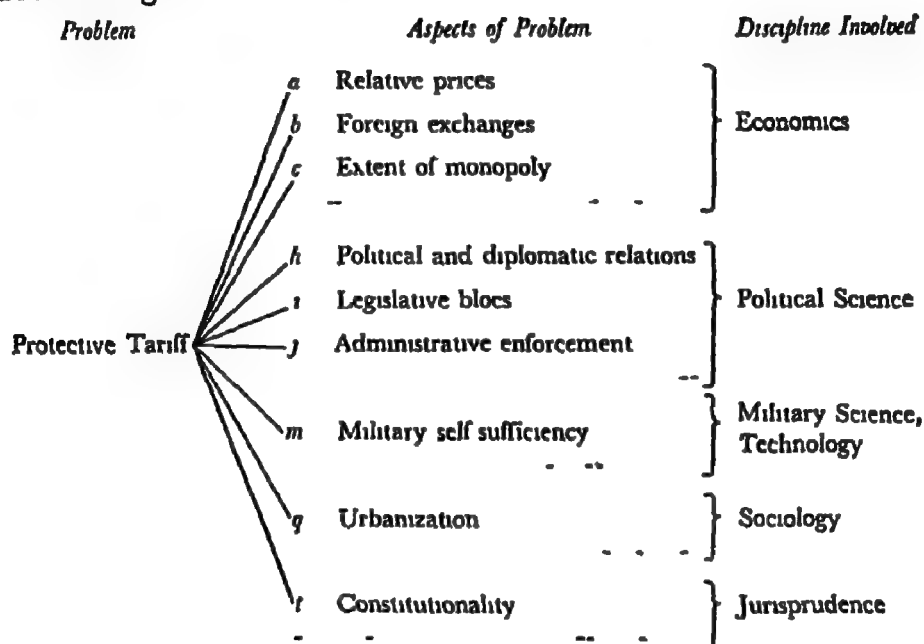 Problem Aspects of Problem Discipline Involved
a Relative prices
b Foreign exchanges Economics
c Extent of monopoly
h Political and diplomatic relations
i Legislative blocs Political Science
Protective Tariff j Administrative enforcement
m Military self sufficiency Military Science,
Technology
q Urbanization Sociology
t Constitutionality Jurisprudence